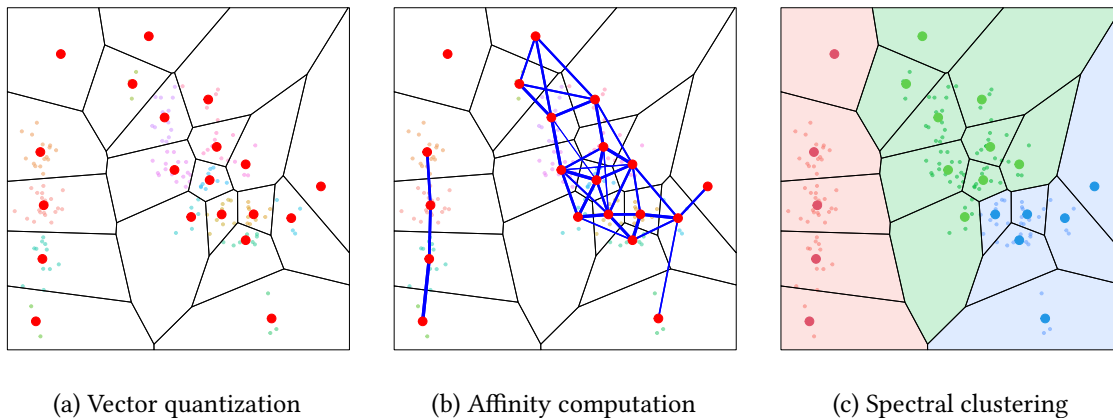 (a) Vector quantization
(b) Affinity computation
(c) Spectral clustering